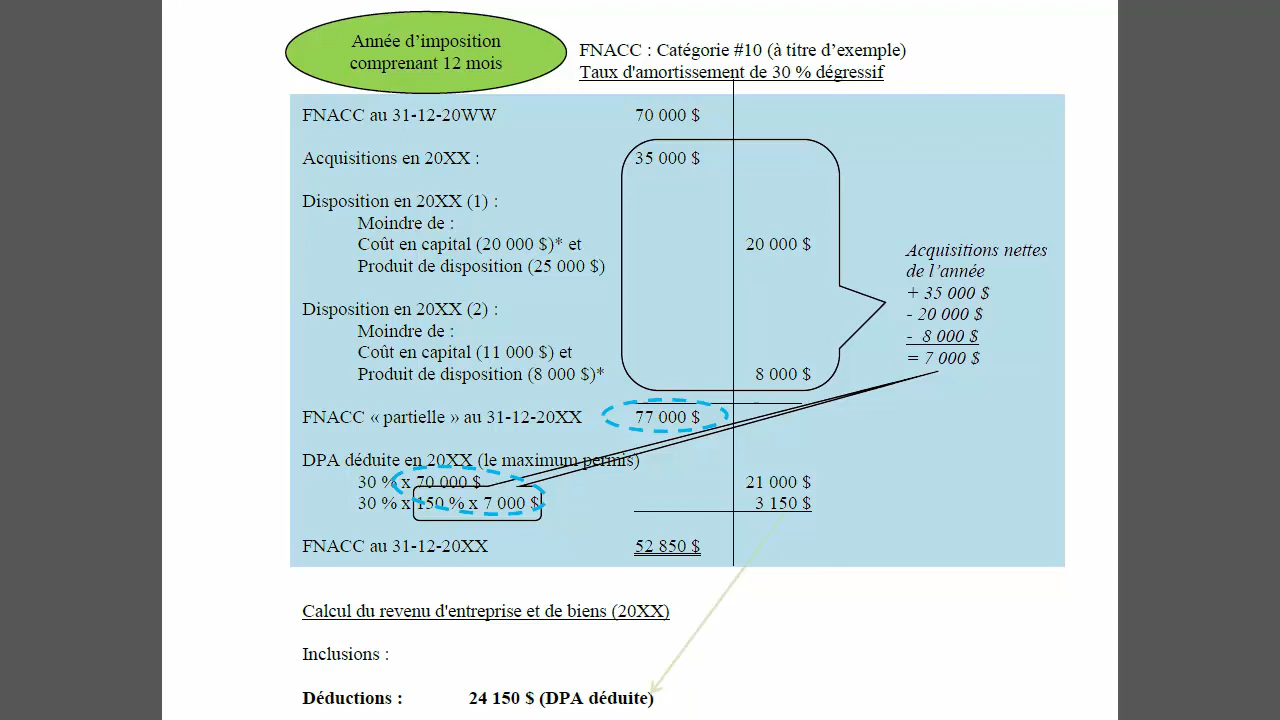 Année d’imposition
comprenant 12 mois
FNACC : Catégorie #10 (à titre d’exemple)
Taux d'amortissement de 30 % dégressif
FNACC au 31-12-20WW 70 000 $
Acquisitions en 20XX : 35 000 $
Disposition en 20XX (1) :
Moindre de :
Coût en capital (20 000 $)* et 20 000 $
Produit de disposition (25 000 $)
Disposition en 20XX (2) :
Moindre de :
Coût en capital (11 000 $) et
Produit de disposition (8 000 $)* 8 000 $
Acquisitions nettes
de l’année
+ 35 000 $
- 20 000 $
- 8 000 $
= 7 000 $
FNACC « partielle » au 31-12-20XX 77 000 $
DPA déduite en 20XX (le maximum permis)
30 % x 70 000 $ 21 000 $
30 % x 150 % x 7 000 $ 3 150 $
FNACC au 31-12-20XX 52 850 $
Calcul du revenu d'entreprise et de biens (20XX)
Inclusions :
Déductions : 24 150 $ (DPA déduite)